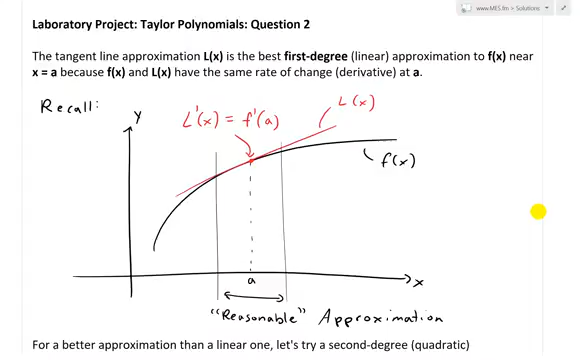 ← www.MES.fm →
Laboratory Project: Taylor Polynomials: Question 2
The tangent line approximation L(x) is the best first-degree (linear) approximation to f(x) near
x = a because f(x) and L(x) have the same rate of change (derivative) at a.
Recall:
Y
L'(x) = f'(a)
L(x)
f(x)
a
x
"Reasonable" Approximation
For a better approximation than a linear one, let's try a second-degree (quadratic)